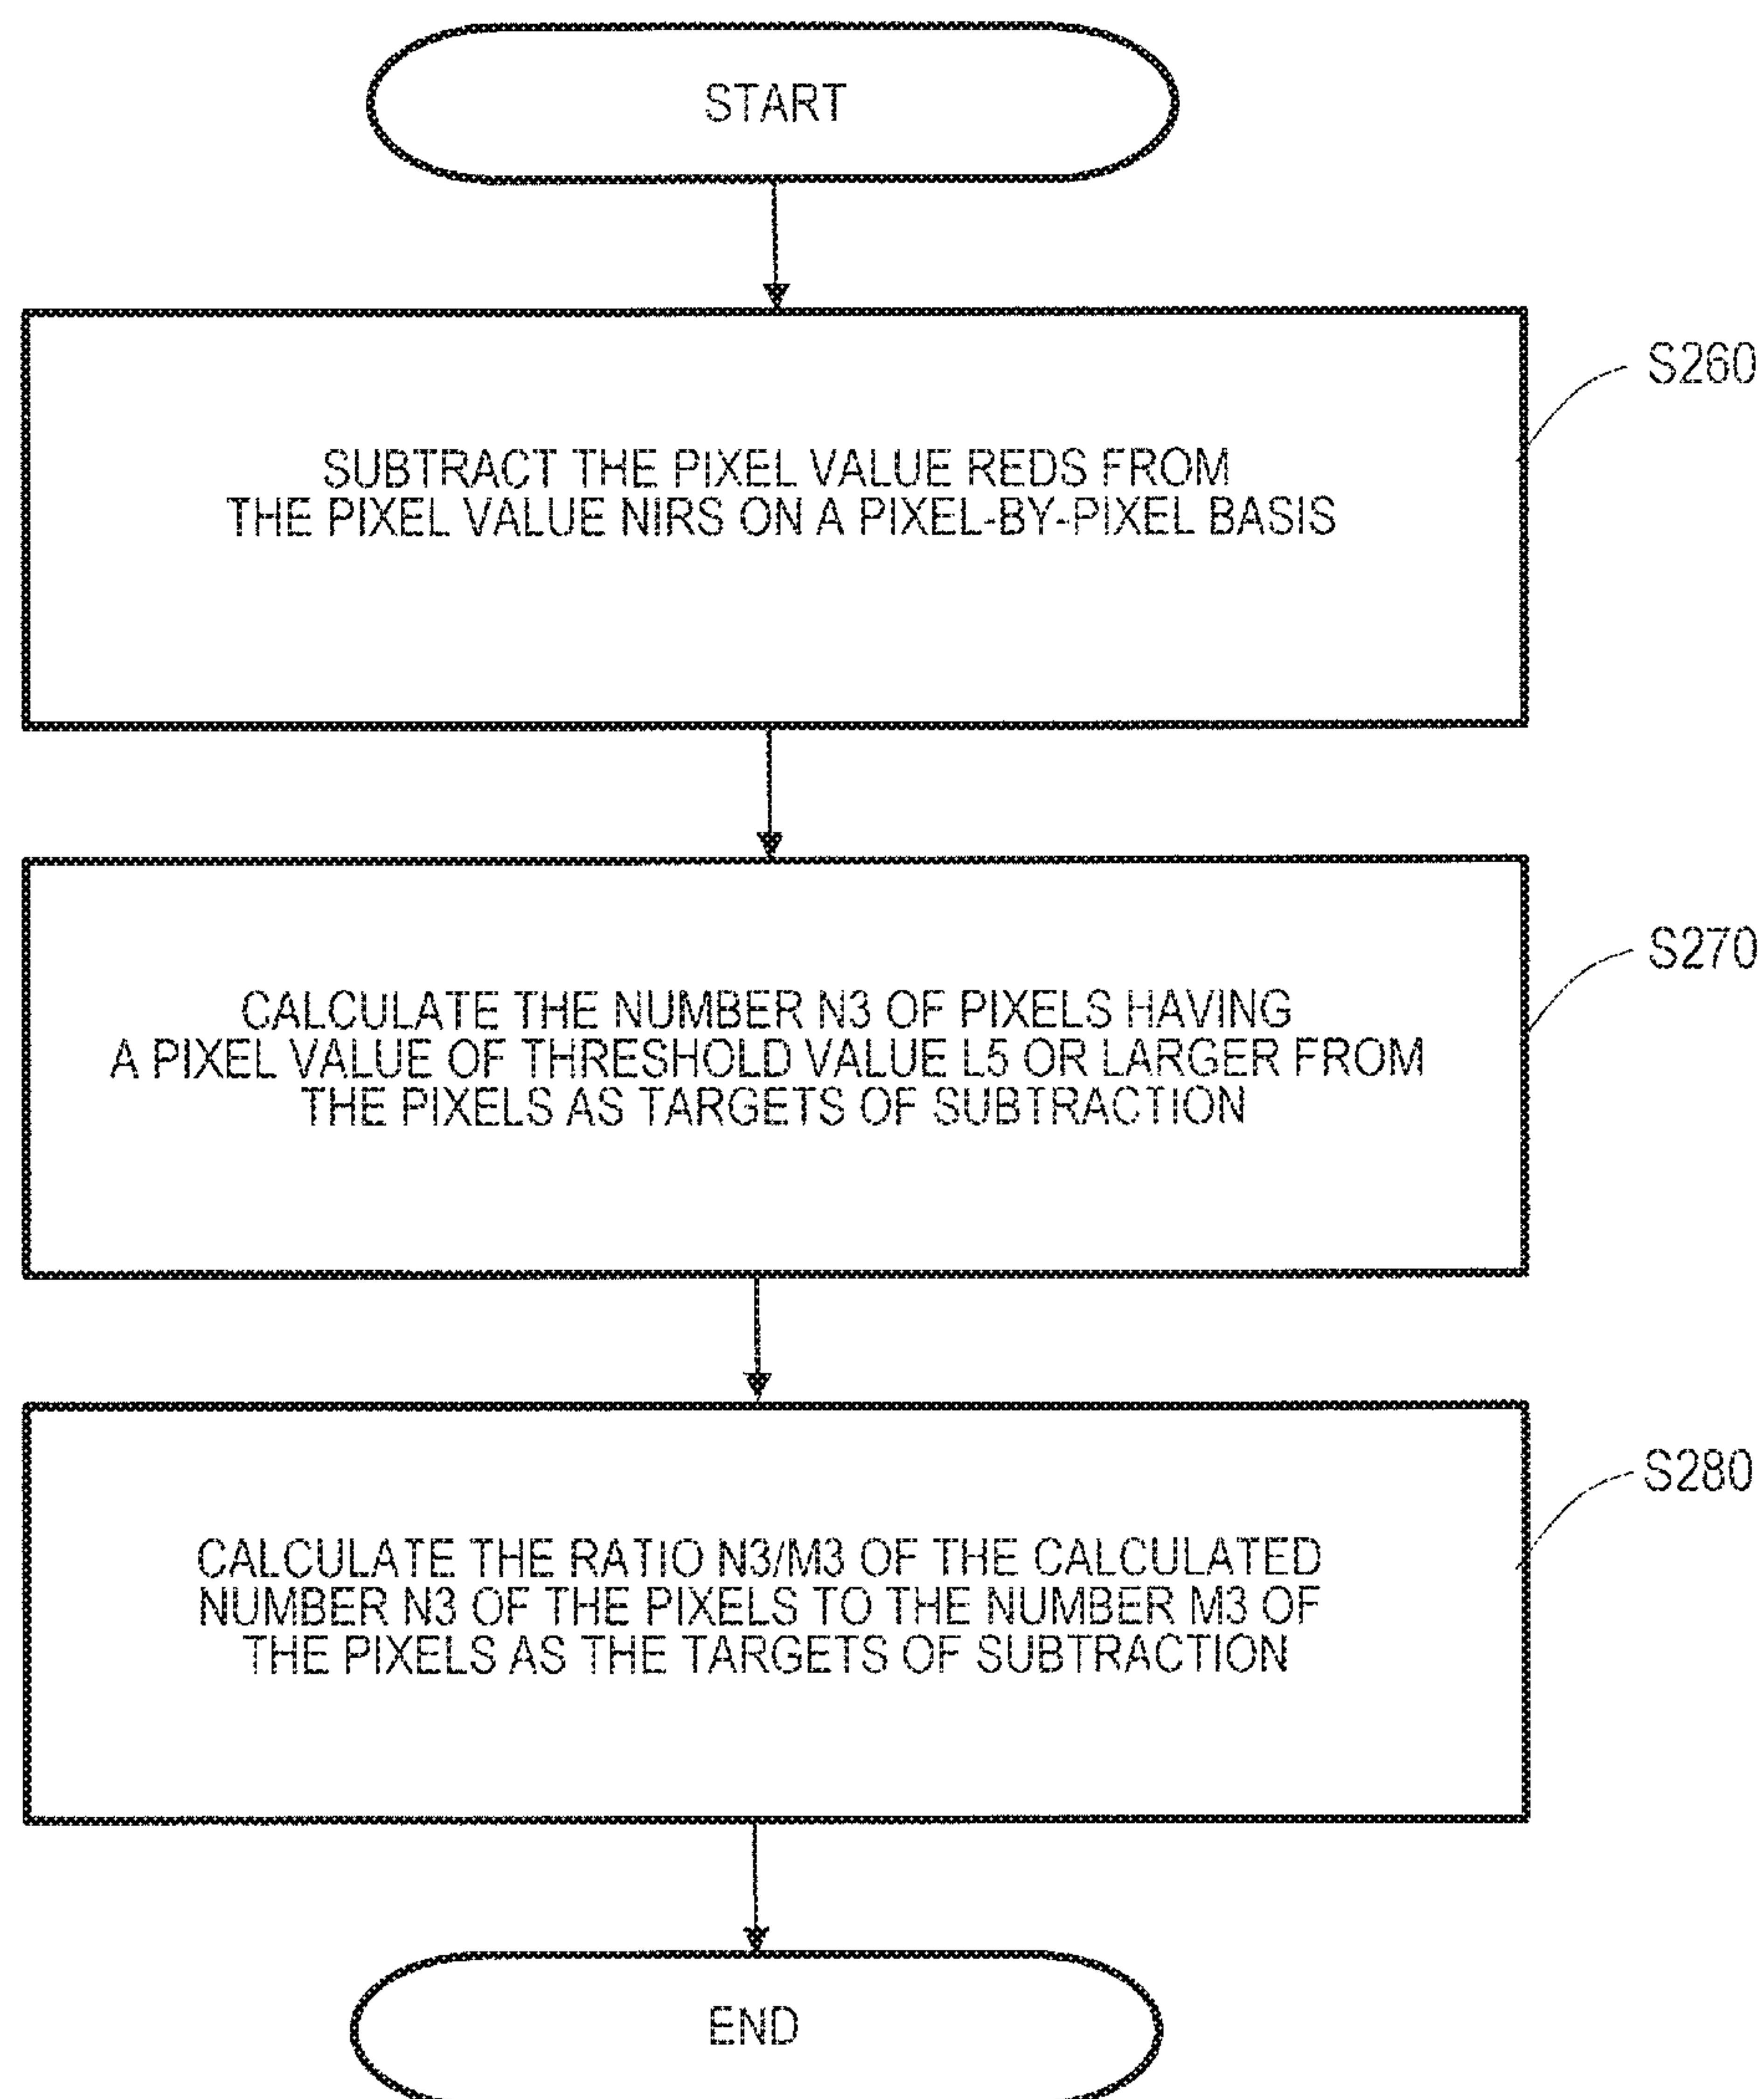 START
S260
SUBTRACT THE PIXEL VALUE REDS FROM
THE PIXEL VALUE NIRS ON A PIXEL-BY-PIXEL BASIS
S270
CALCULATE THE NUMBER N3 OF PIXELS HAVING
A PIXEL VALUE OF THRESHOLD VALUE L5 OR LARGER FROM
THE PIXELS AS TARGETS OF SUBTRACTION
S280
CALCULATE THE RATIO N3/M3 OF THE CALCULATED
NUMBER N3 OF THE PIXELS TO THE NUMBER M3 OF
THE PIXELS AS THE TARGETS OF SUBTRACTION
END